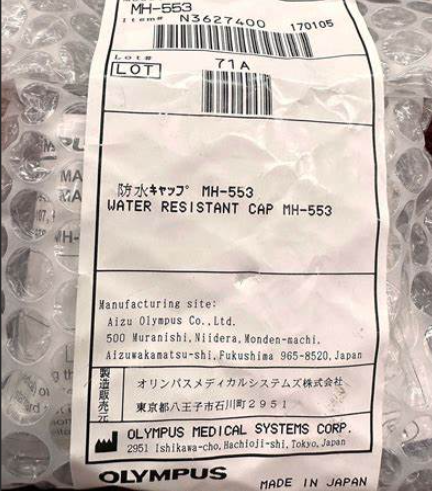 MH-553
Item# N3627400 170105
Lot# 71A
LOT
防水キャップ MH-553
WATER RESISTANT CAP MH-553
Manufacturing site:
Aizu Olympus Co., Ltd.
500 Muranishi, Niidera, Monden-machi,
Aizuwakamatsu-shi, Fukushima 965-8520, Japan
製造販売元
オリンパスメディカルシステムズ株式会社
東京都八王子市石川町2951
OLYMPUS MEDICAL SYSTEMS CORP.
2951 Ishikawa-cho, Hachioji-shi, Tokyo, Japan
OLYMPUS MADE IN JAPAN